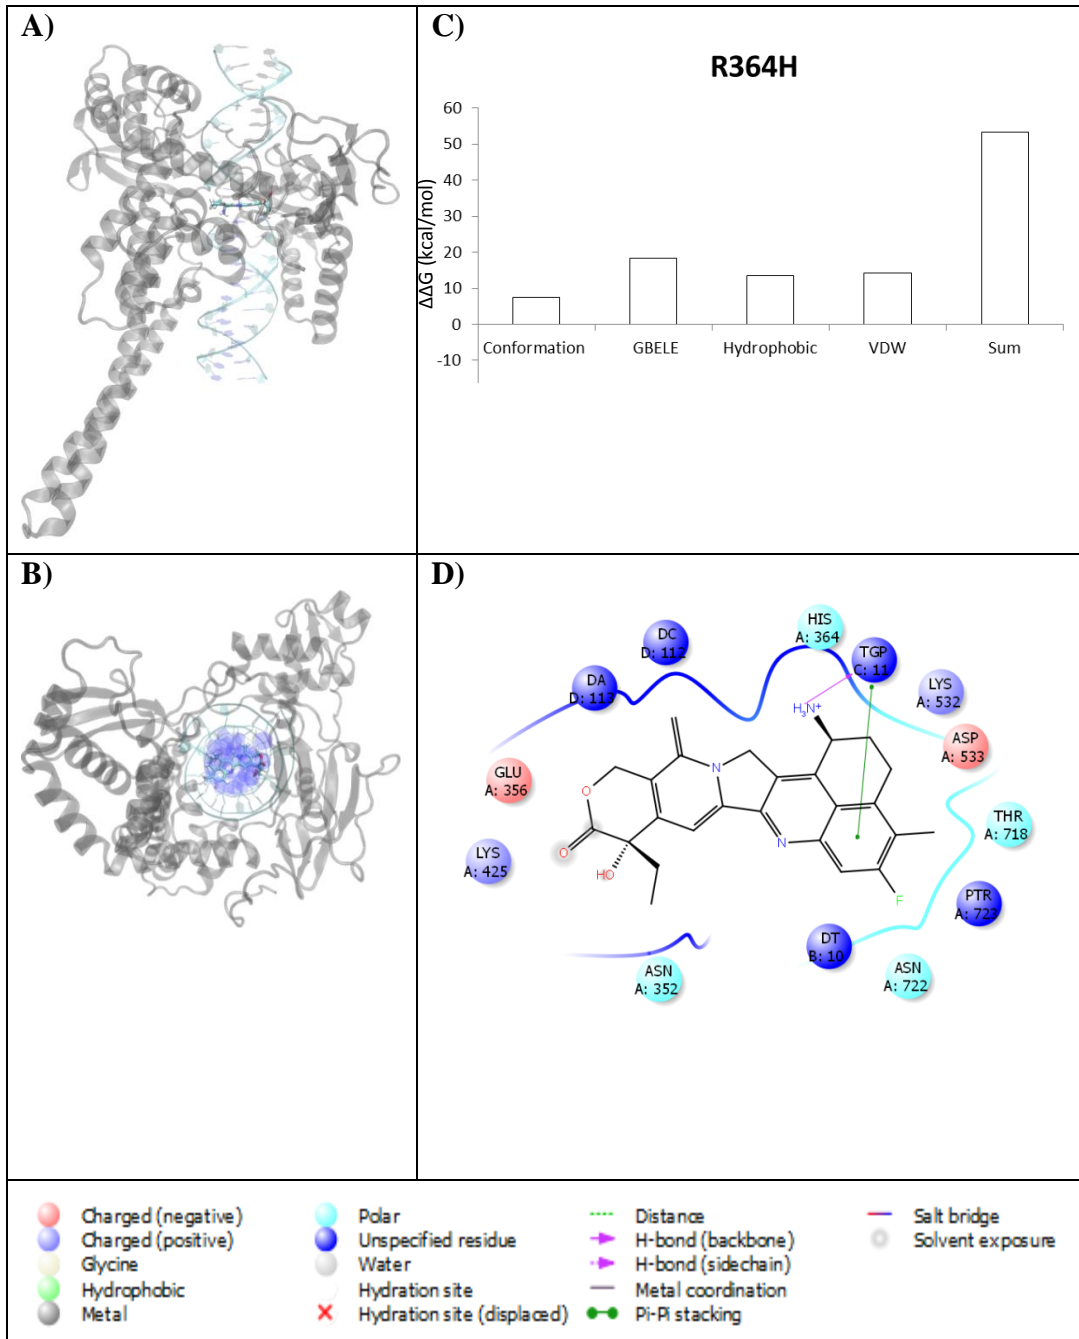 A)
C)
R364H
ΔΔG (kcal/mol)
60
50
40
30
20
10
0
-10
Conformation GBELE Hydrophobic VDW Sum
B)
D)
HIS
A: 364
DC
D: 112
TGP
C: 11
DA
D: 113
LYS
A: 532
H₃N⁺
ASP
A: 533
GLU
A: 356
N
O
THR
A: 718
O
N
LYS
A: 425
HO
F
PTR
A: 723
DT
B: 10
ASN
A: 722
ASN
A: 352
Charged (negative)
Charged (positive)
Glycine
Hydrophobic
Metal
Polar
Unspecified residue
Water
Hydration site
Hydration site (displaced)
Distance
H-bond (backbone)
H-bond (sidechain)
Metal coordination
Pi-Pi stacking
Salt bridge
Solvent exposure